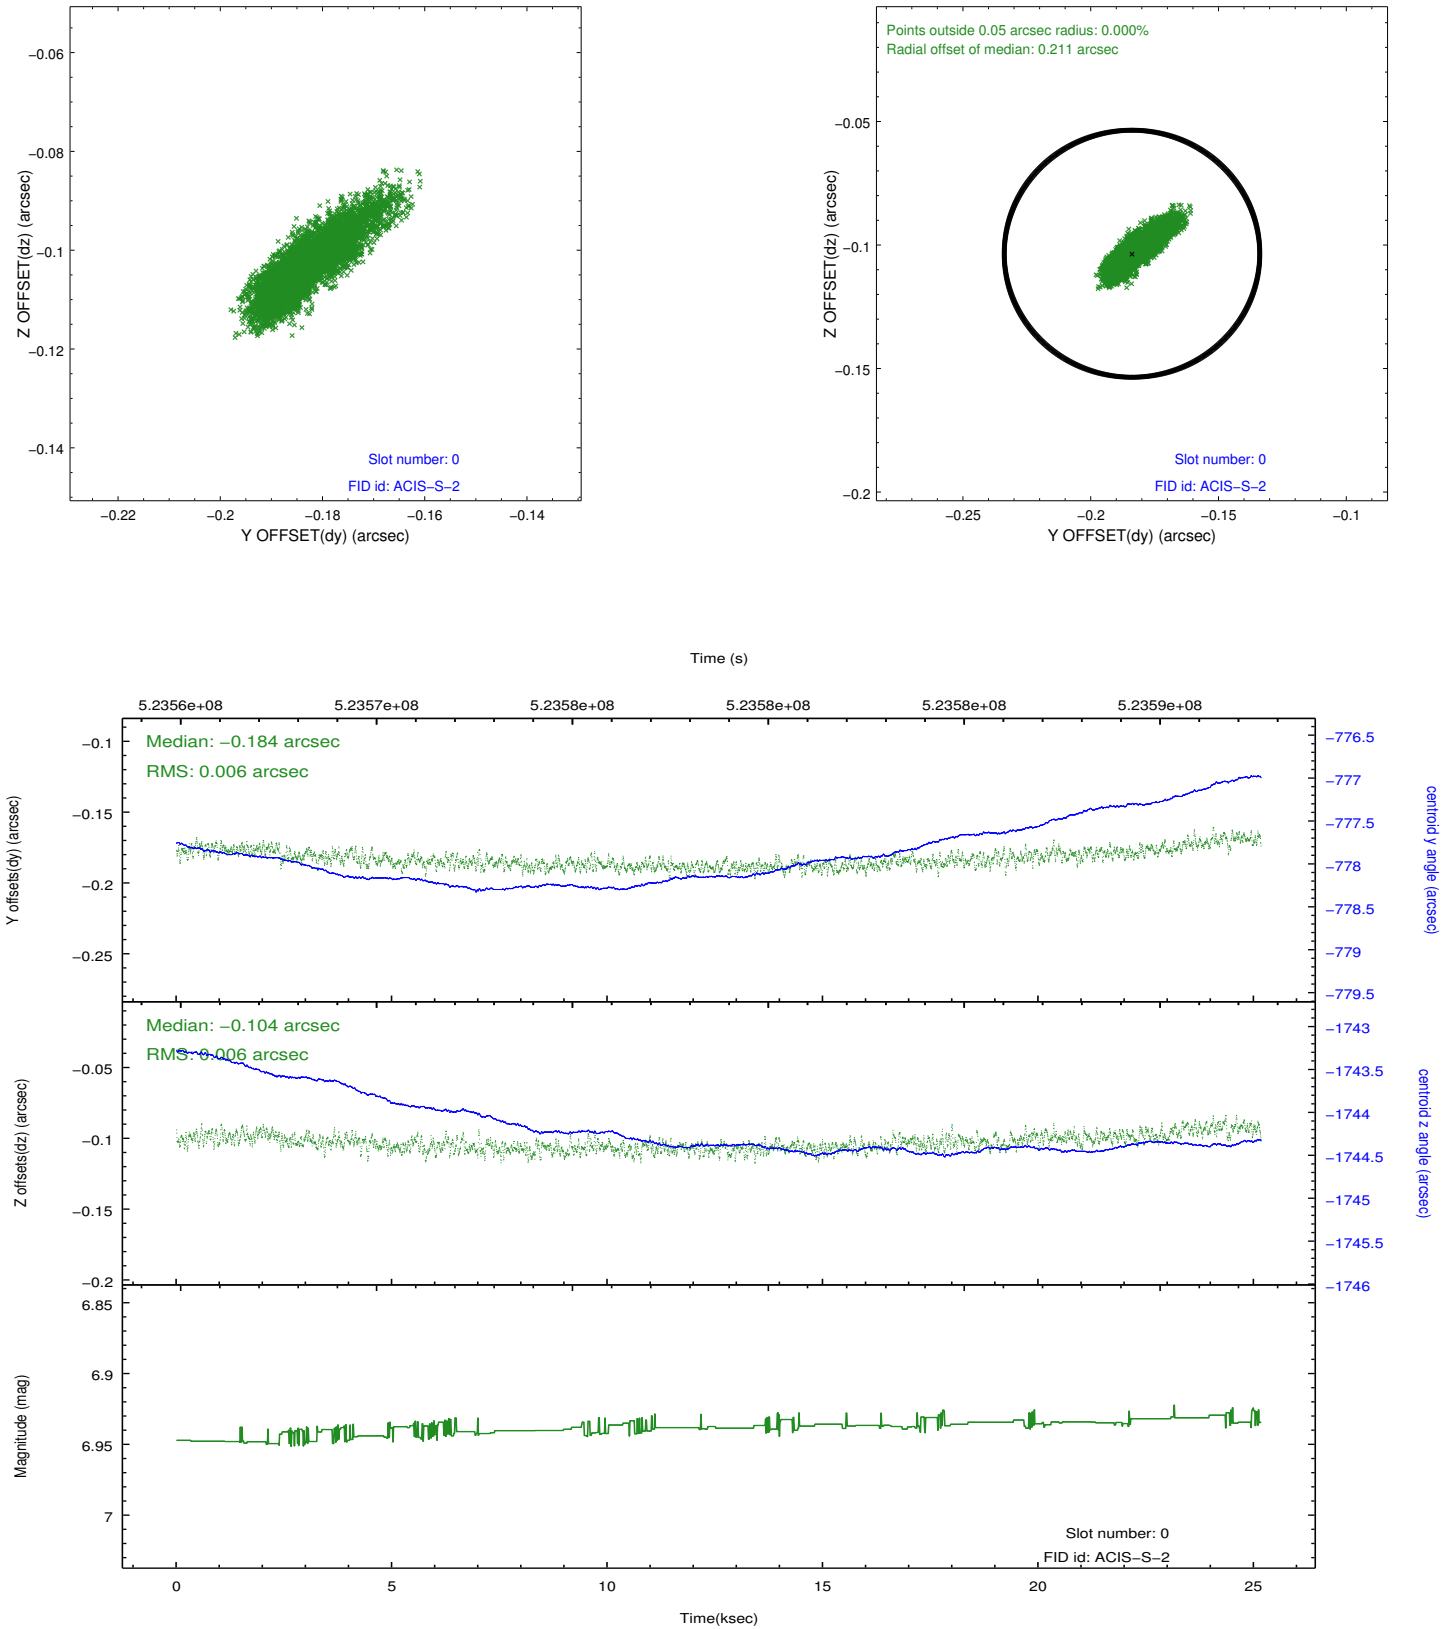 −0.06
−0.08
−0.1
−0.12
−0.14
Z OFFSET(dz) (arcsec)
Slot number: 0
FID id: ACIS−S−2
−0.22
−0.2
−0.18
−0.16
−0.14
Y OFFSET(dy) (arcsec)
Points outside 0.05 arcsec radius: 0.000%
Radial offset of median: 0.211 arcsec
−0.05
−0.1
−0.15
−0.2
Z OFFSET(dz) (arcsec)
Slot number: 0
FID id: ACIS−S−2
−0.25
−0.2
−0.15
−0.1
Y OFFSET(dy) (arcsec)
Time (s)
5.2356e+08
5.2357e+08
5.2358e+08
5.2358e+08
5.2358e+08
5.2359e+08
Median: −0.184 arcsec
RMS: 0.006 arcsec
−0.1
−0.15
−0.2
−0.25
Y offsets(dy) (arcsec)
−776.5
−777
−777.5
−778
−778.5
−779
−779.5
centroid y angle (arcsec)
Median: −0.104 arcsec
RMS: 0.006 arcsec
−0.05
−0.1
−0.15
−0.2
Z offsets(dz) (arcsec)
−1743
−1743.5
−1744
−1744.5
−1745
−1745.5
−1746
centroid z angle (arcsec)
6.85
6.9
6.95
7
Magnitude (mag)
Slot number: 0
FID id: ACIS−S−2
0
5
10
15
20
25
Time(ksec)